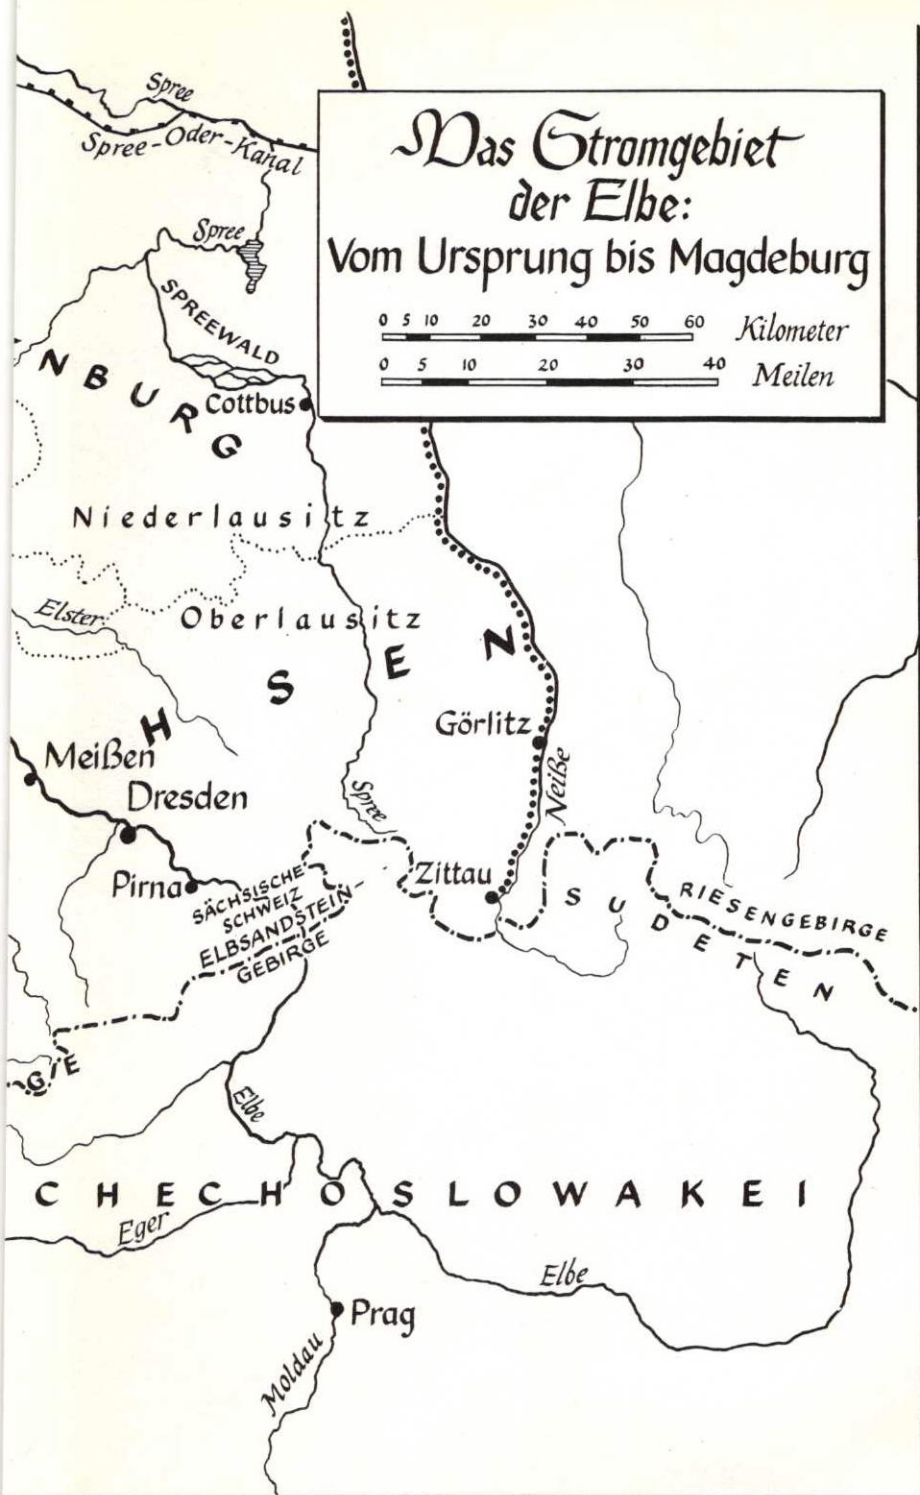 Spree
Spree-Oder-Kanal
Das Stromgebiet
der Elbe:
Vom Ursprung bis Magdeburg
0 5 10 20 30 40 50 60 Kilometer
0 5 10 20 30 40 Meilen
Spree
SPREEWALD
NBURG
Cottbus
Niederlausitz
Elster
Oberlausitz
HSEN
Görlitz
Meißen
Neiße
Dresden
Spree
Pirna
Zittau
SÄCHSISCHE
SCHWEIZ
ELBSANDSTEIN-
GEBIRGE
SUDETEN
RIESENGEBIRGE
GE
Elbe
CHECHOSLOWAKEI
Eger
Elbe
Prag
Moldau